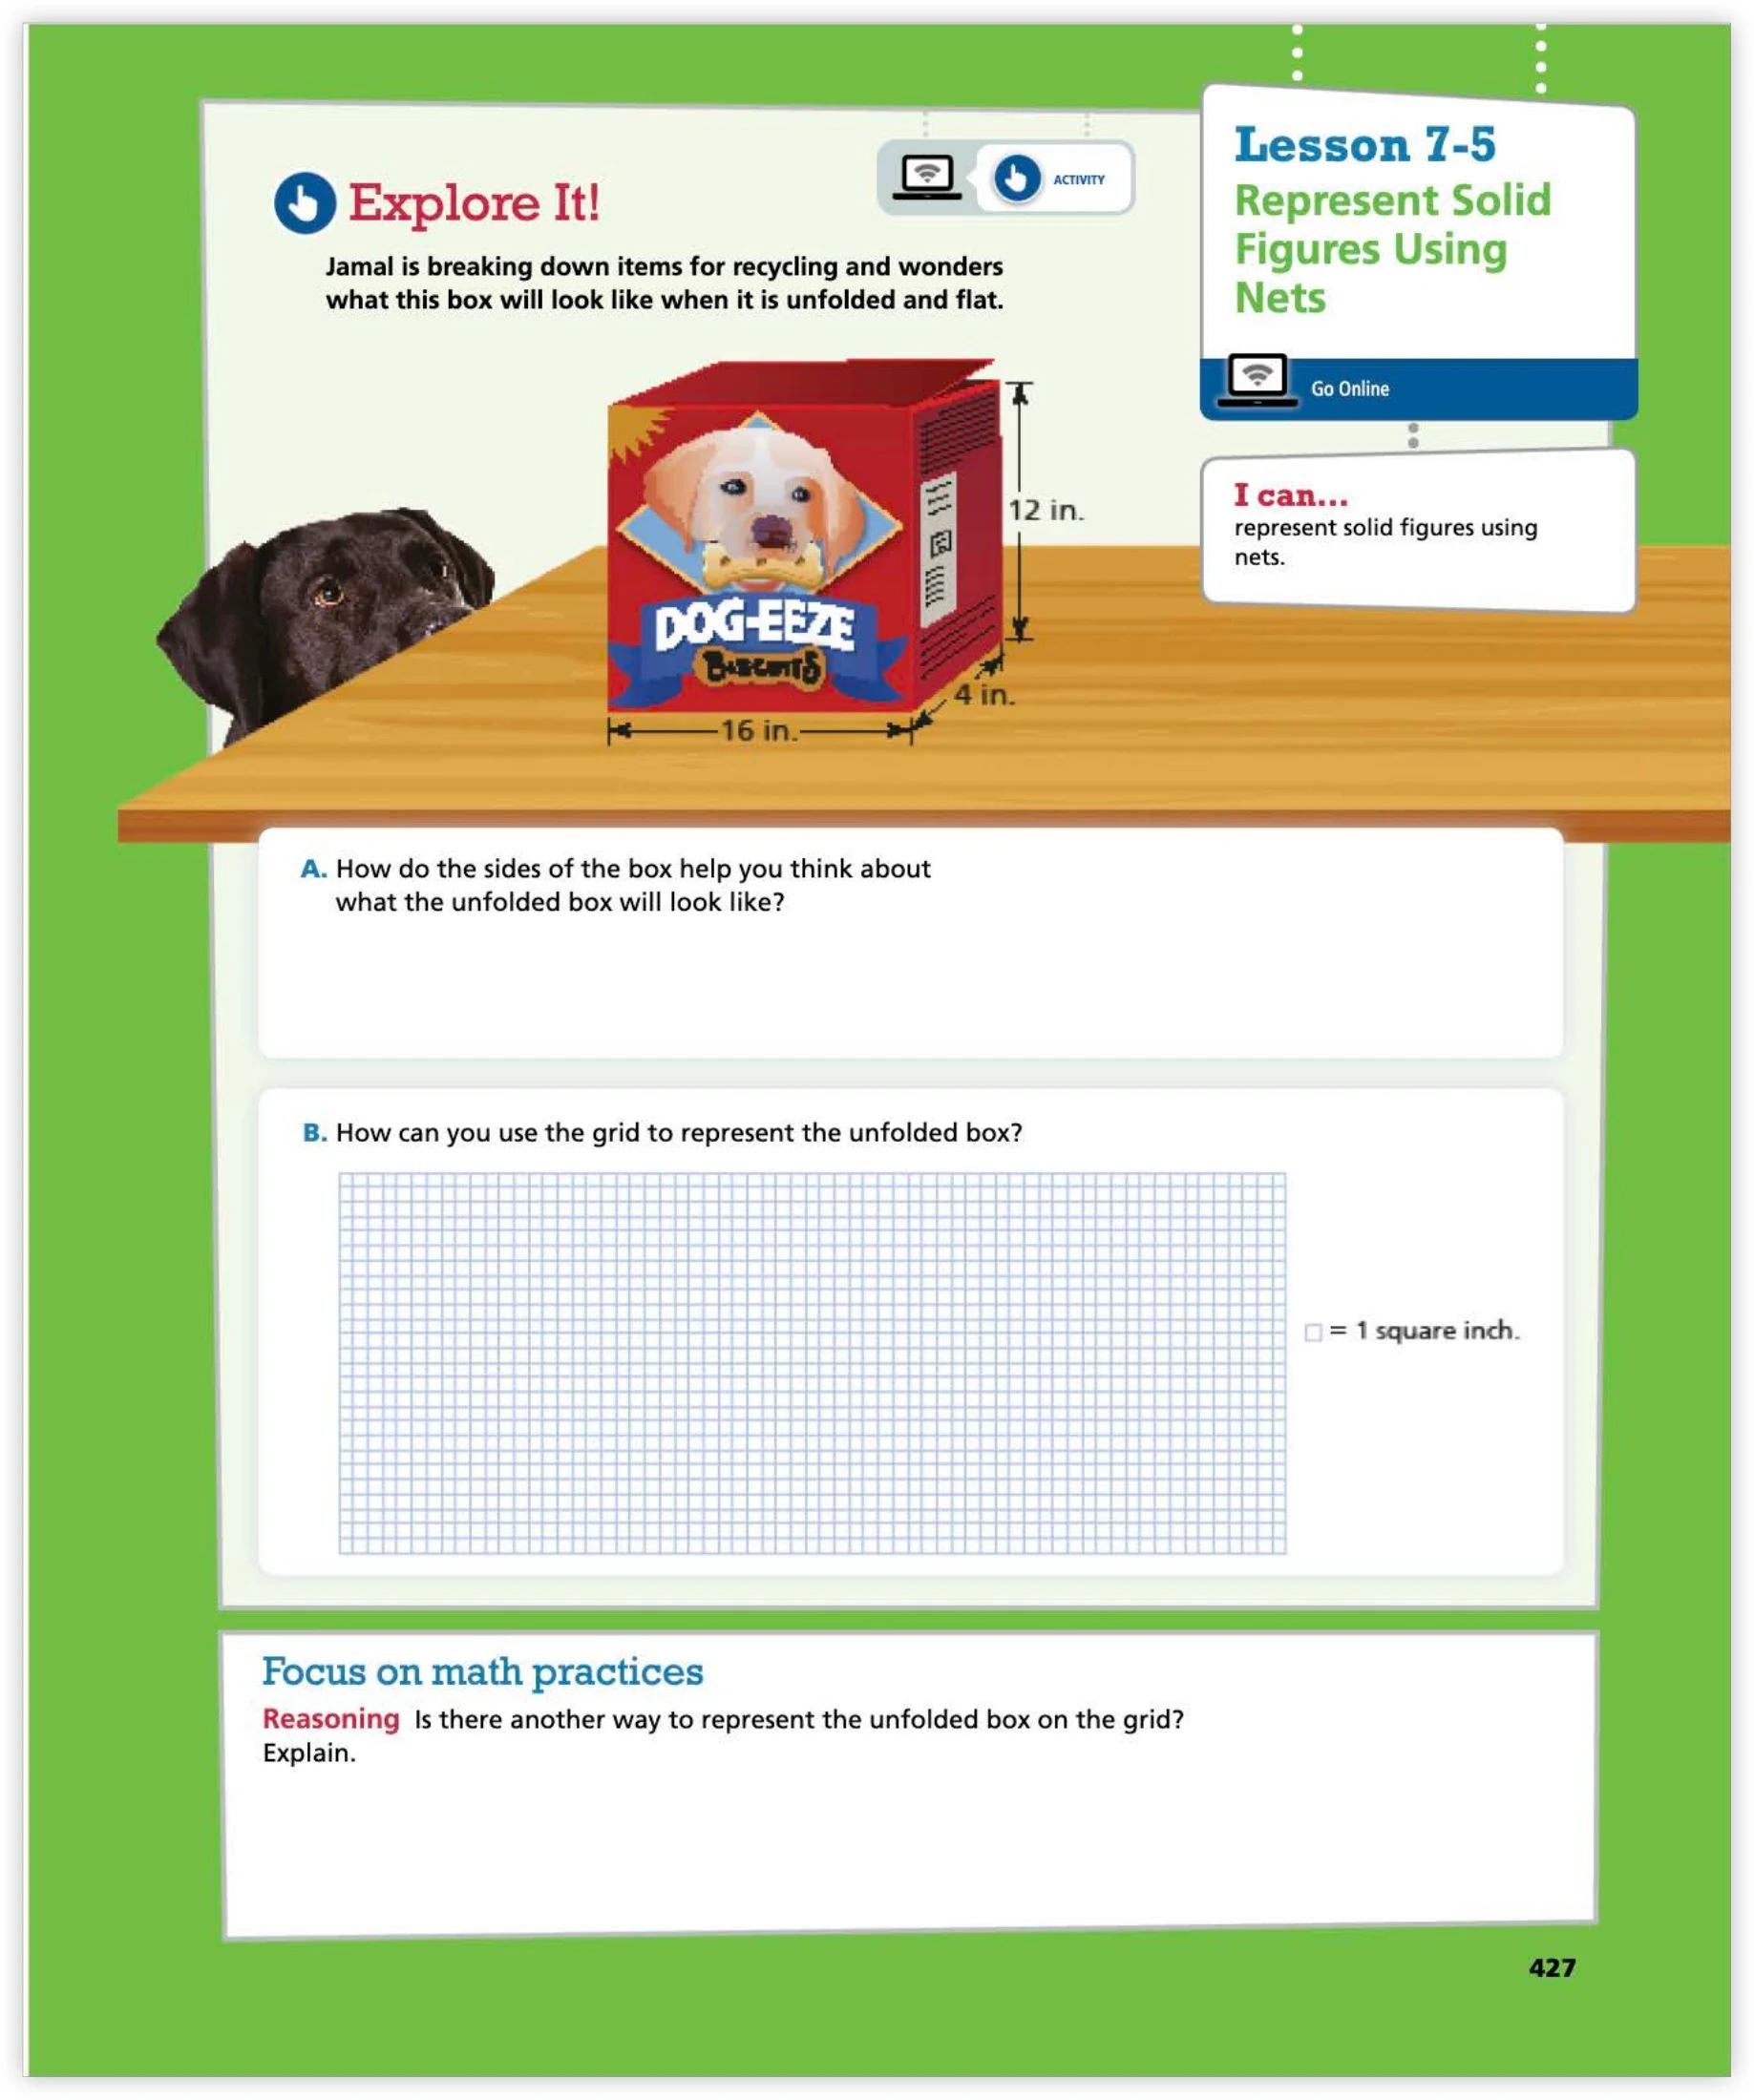 Lesson 7-5
Represent Solid
Figures Using
Nets
Go Online
I can...
represent solid figures using
nets.
Explore It!
ACTIVITY
Jamal is breaking down items for recycling and wonders
what this box will look like when it is unfolded and flat.
DOG-EEZE
BISCUITS
12 in.
4 in.
16 in.
A. How do the sides of the box help you think about
what the unfolded box will look like?
B. How can you use the grid to represent the unfolded box?
= 1 square inch.
Focus on math practices
Reasoning Is there another way to represent the unfolded box on the grid?
Explain.
427